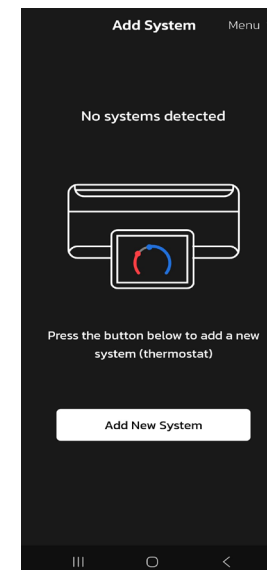 Add System
Menu
No systems detected
Press the button below to add a new
system (thermostat)
Add New System